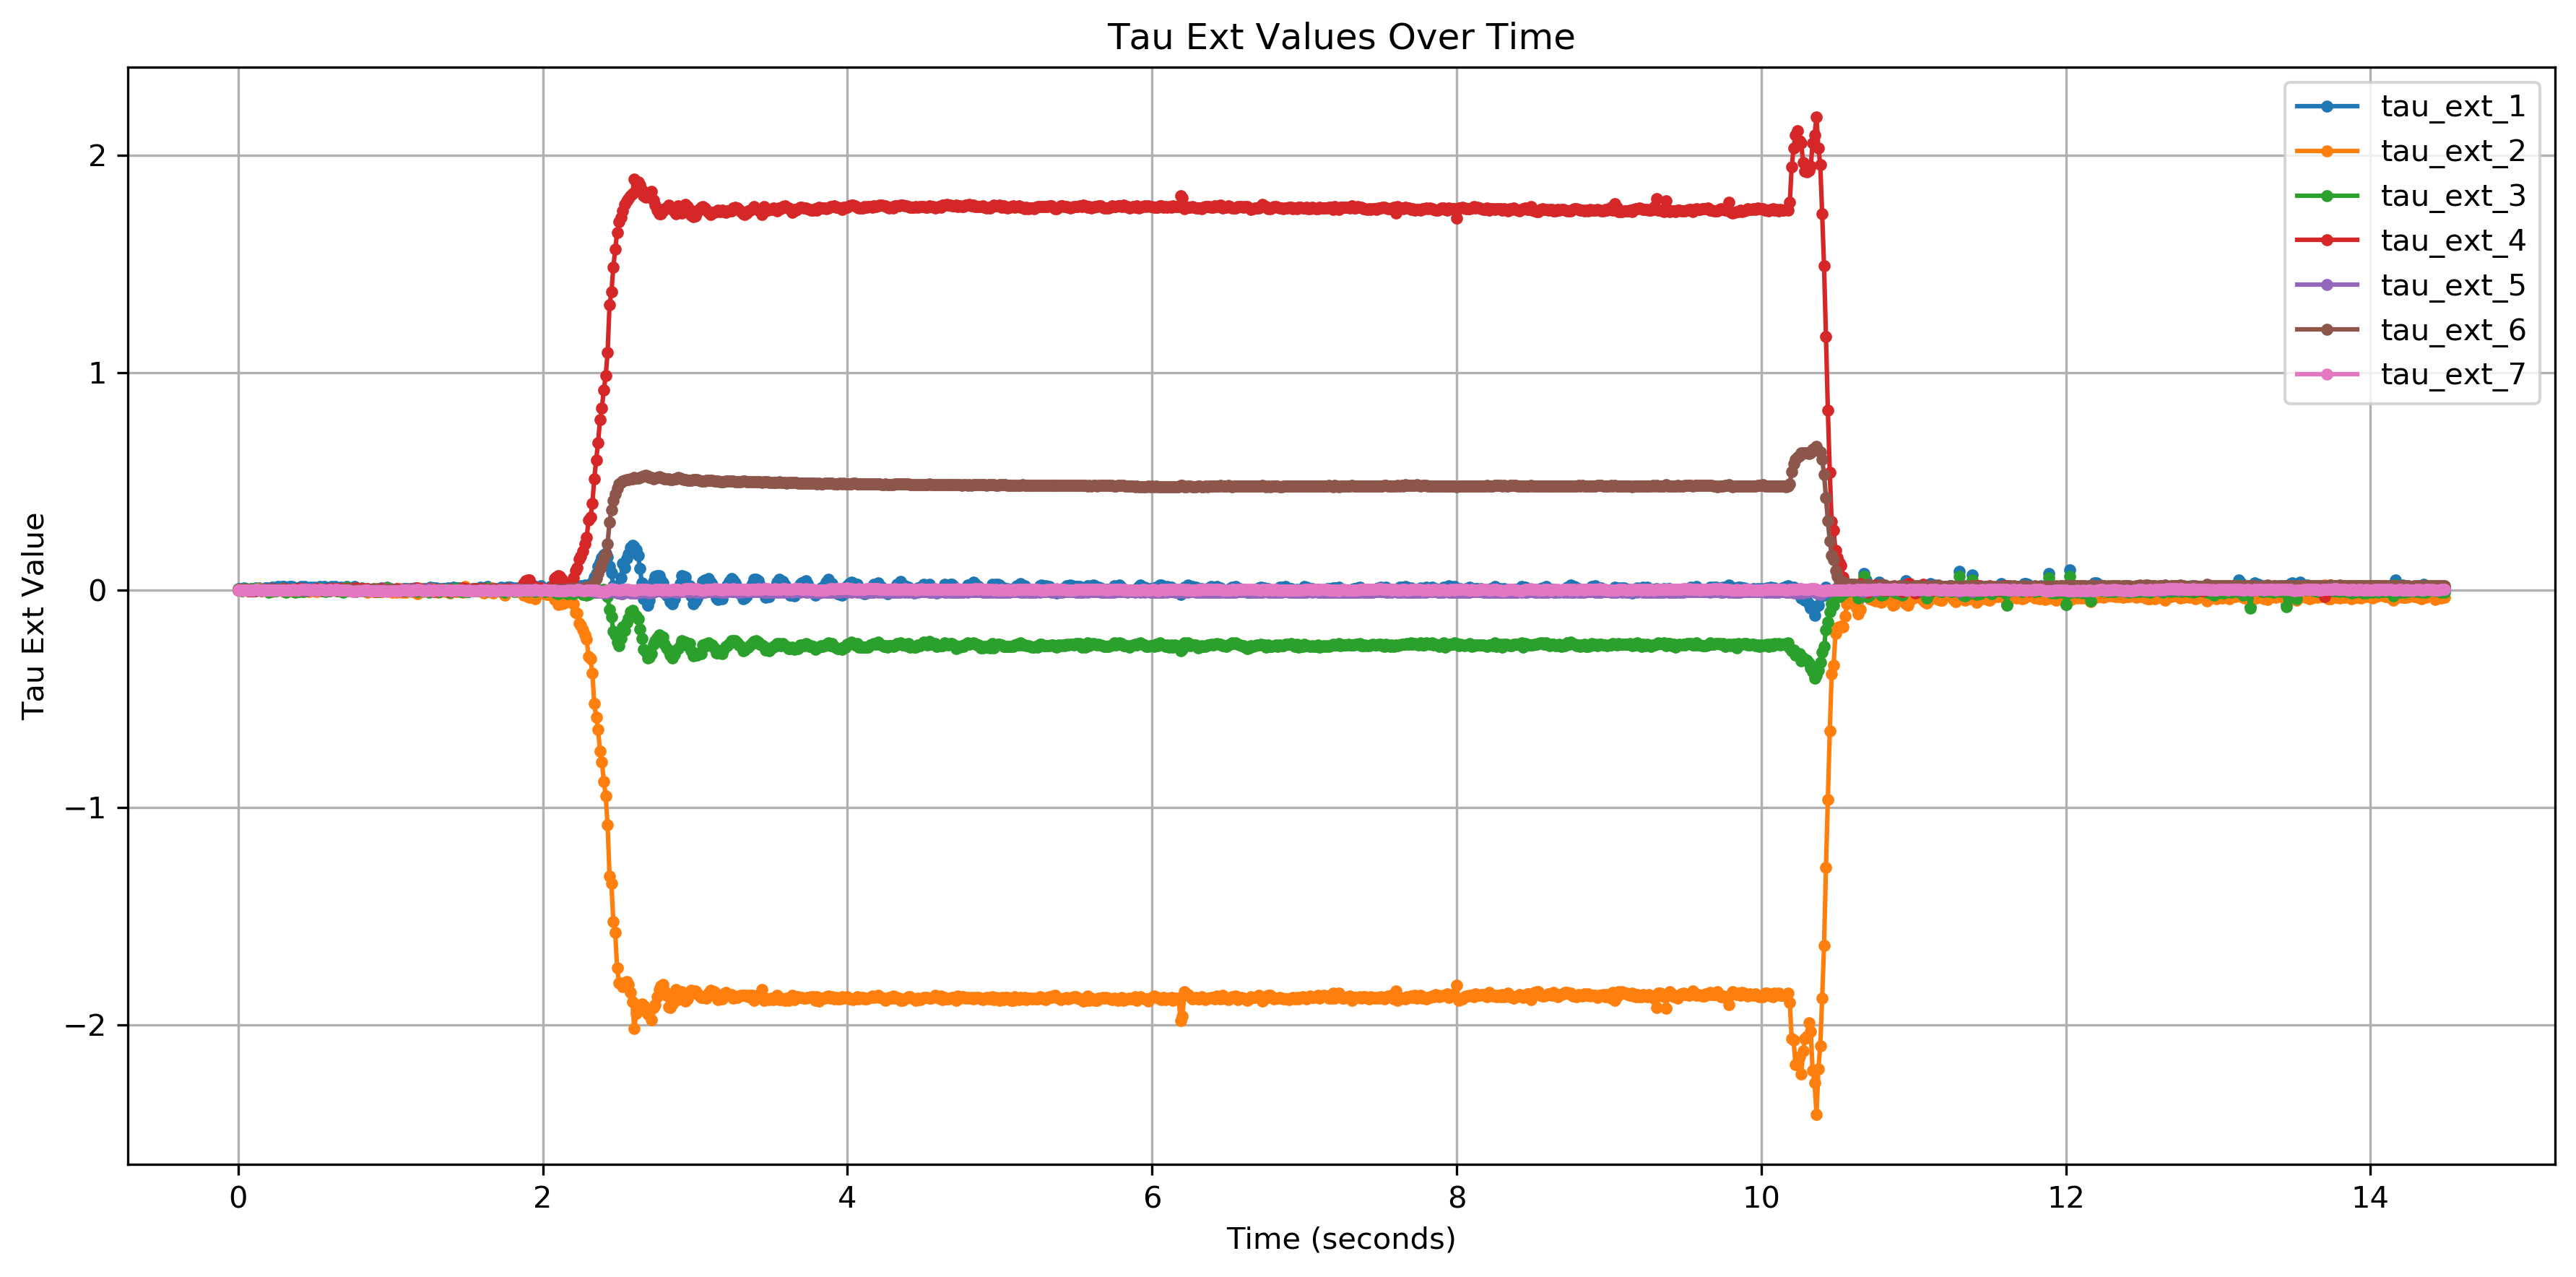 Tau Ext Values Over Time
tau_ext_1
tau_ext_2
tau_ext_3
tau_ext_4
tau_ext_5
tau_ext_6
tau_ext_7
Tau Ext Value
2
1
0
−1
−2
0 2 4 6 8 10 12 14
Time (seconds)